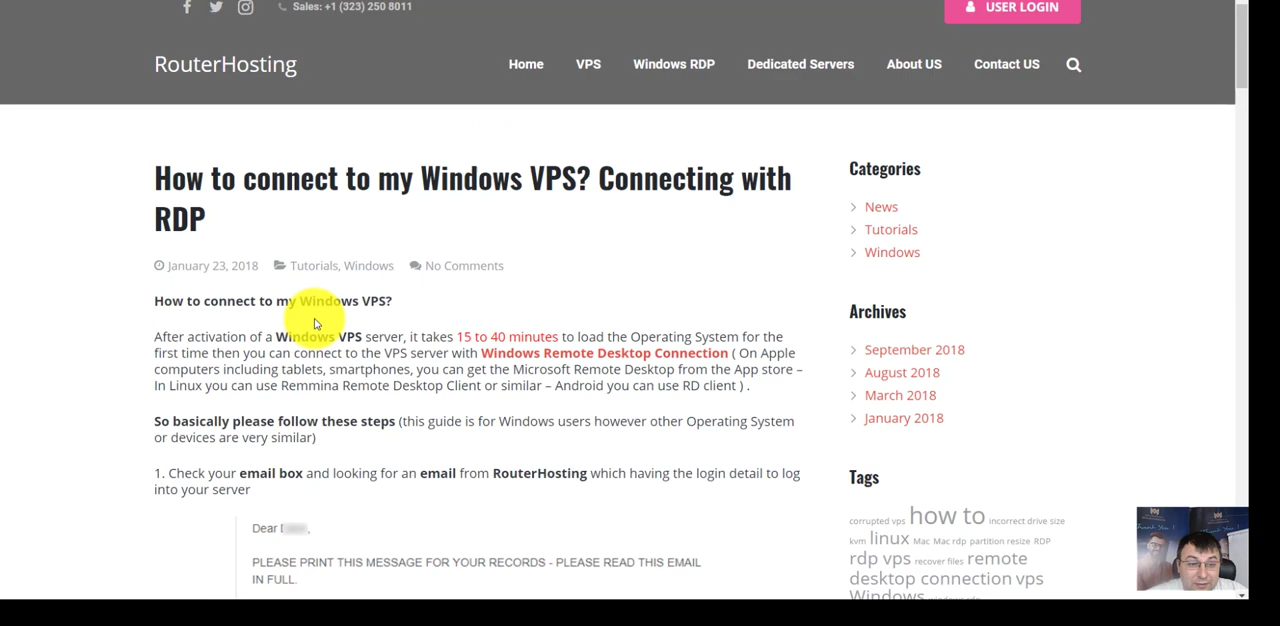 Sales: +1 (323) 250 8011
USER LOGIN
RouterHosting
Home VPS Windows RDP Dedicated Servers About US Contact US
How to connect to my Windows VPS? Connecting with
RDP
January 23, 2018 Tutorials, Windows No Comments
How to connect to my Windows VPS?
After activation of a Windows VPS server, it takes 15 to 40 minutes to load the Operating System for the
first time then you can connect to the VPS server with Windows Remote Desktop Connection ( On Apple
computers including tablets, smartphones, you can get the Microsoft Remote Desktop from the App store –
In Linux you can use Remmina Remote Desktop Client or similar – Android you can use RD client ) .
So basically please follow these steps (this guide is for Windows users however other Operating System
or devices are very similar)
1. Check your email box and looking for an email from RouterHosting which having the login detail to log
into your server
Dear
PLEASE PRINT THIS MESSAGE FOR YOUR RECORDS - PLEASE READ THIS EMAIL
IN FULL.
Categories
News
Tutorials
Windows
Archives
September 2018
August 2018
March 2018
January 2018
Tags
corrupted vps how to incorrect drive size
kvm linux Mac Mac rdp partition resize RDP
rdp vps recover files remote
desktop connection vps
Windows windows rdp